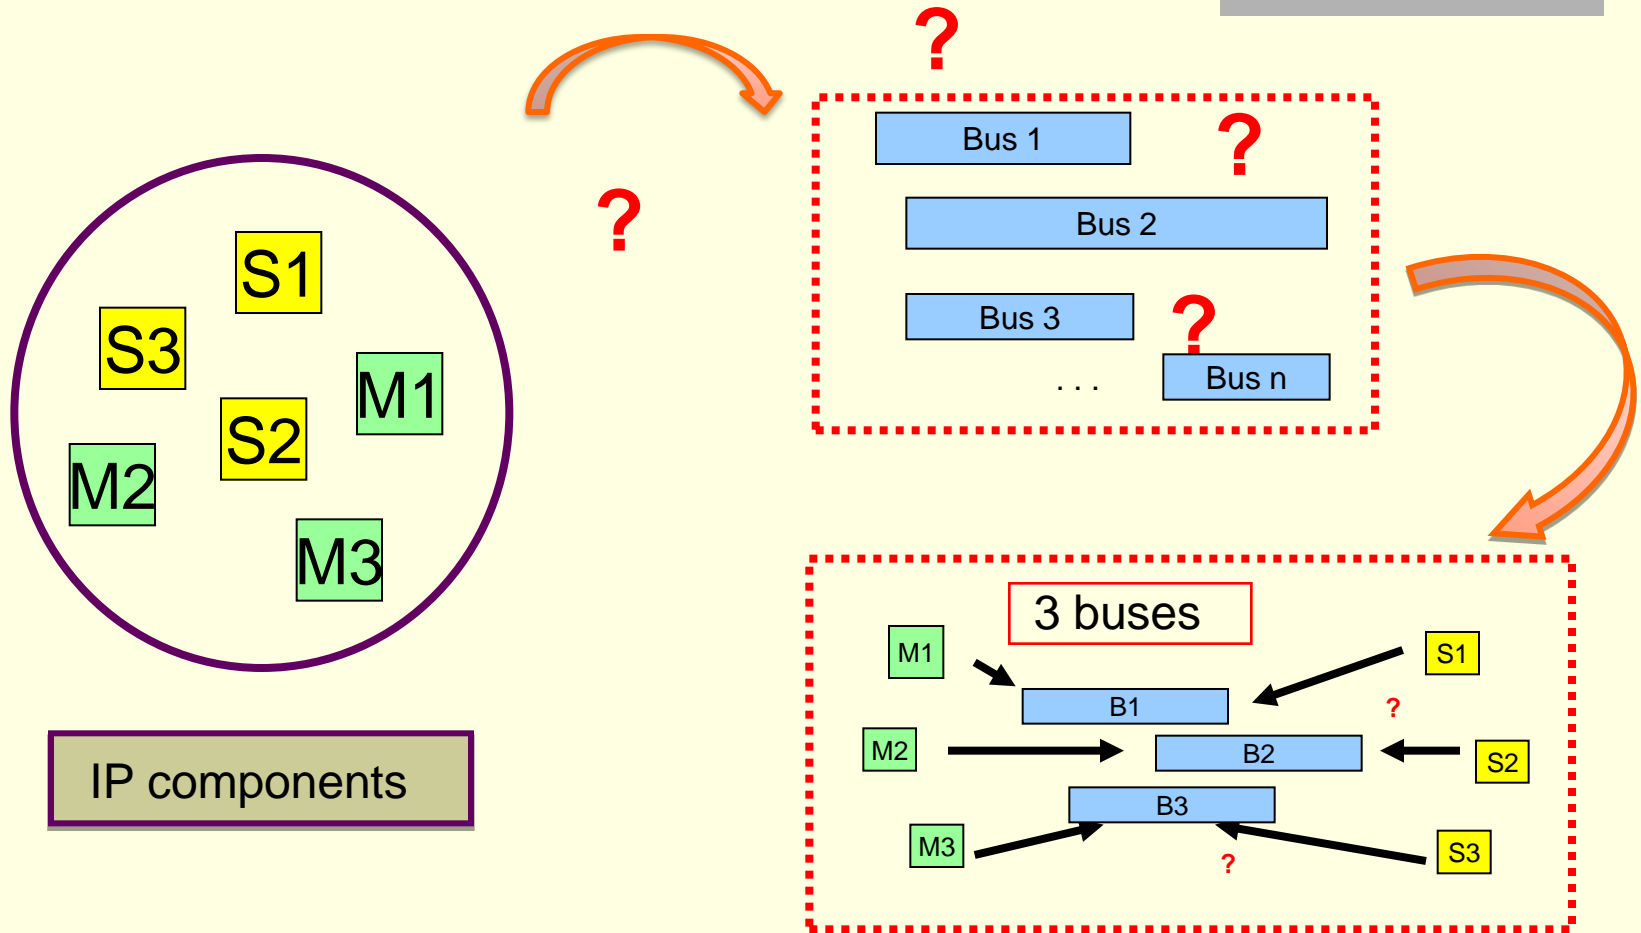 ?
?
Bus 1
?
Bus 2
Bus 3
?
. . .
Bus n
S1
S3
M1
S2
M2
M3
IP components
3 buses
M1
S1
B1
?
M2
B2
S2
B3
M3
?
S3